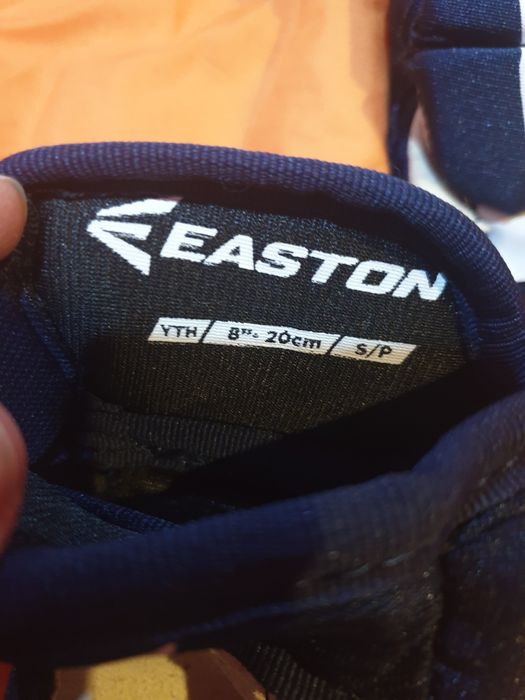 EASTON
YTH / 8"- 20cm / S/P